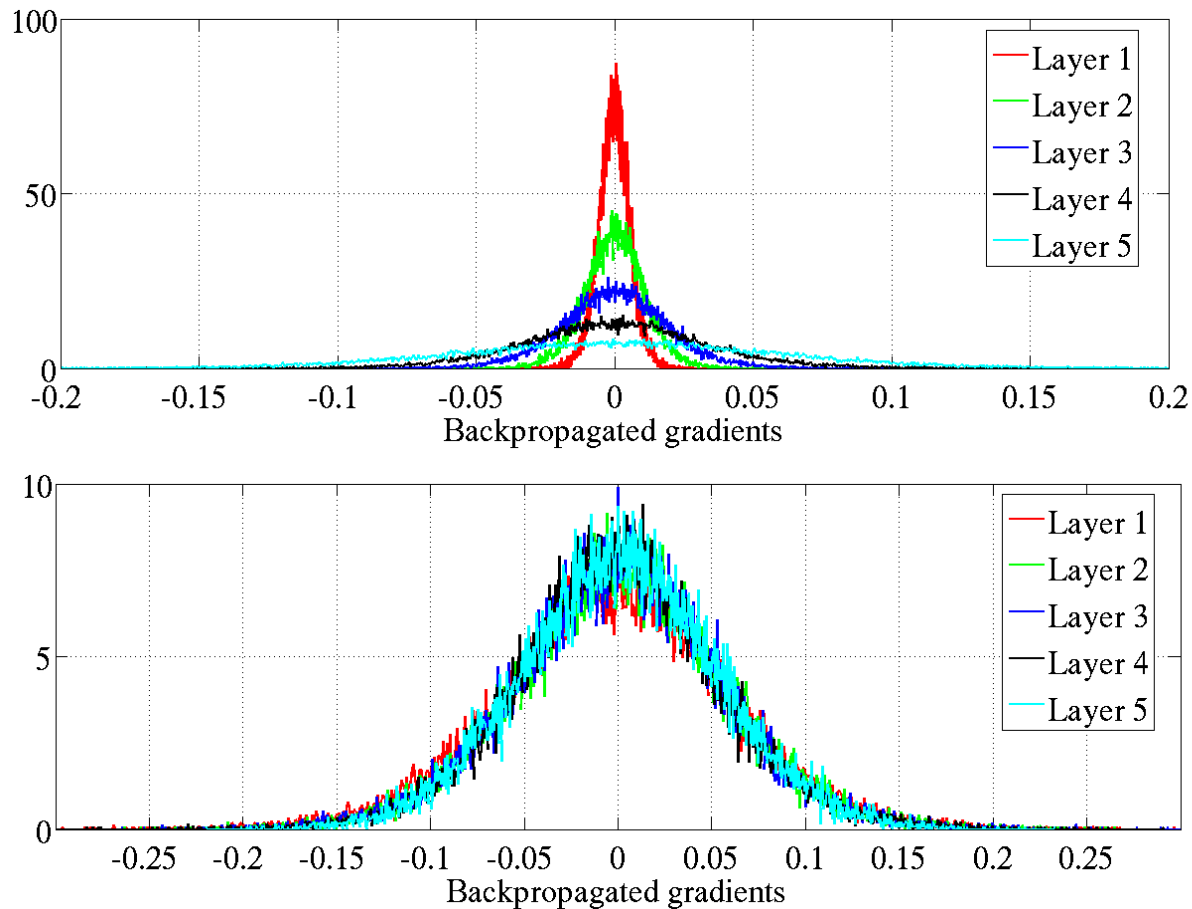 100
50
0
-0.2 -0.15 -0.1 -0.05 0 0.05 0.1 0.15 0.2
Backpropagated gradients
Layer 1
Layer 2
Layer 3
Layer 4
Layer 5
10
5
0
-0.25 -0.2 -0.15 -0.1 -0.05 0 0.05 0.1 0.15 0.2 0.25
Backpropagated gradients
Layer 1
Layer 2
Layer 3
Layer 4
Layer 5